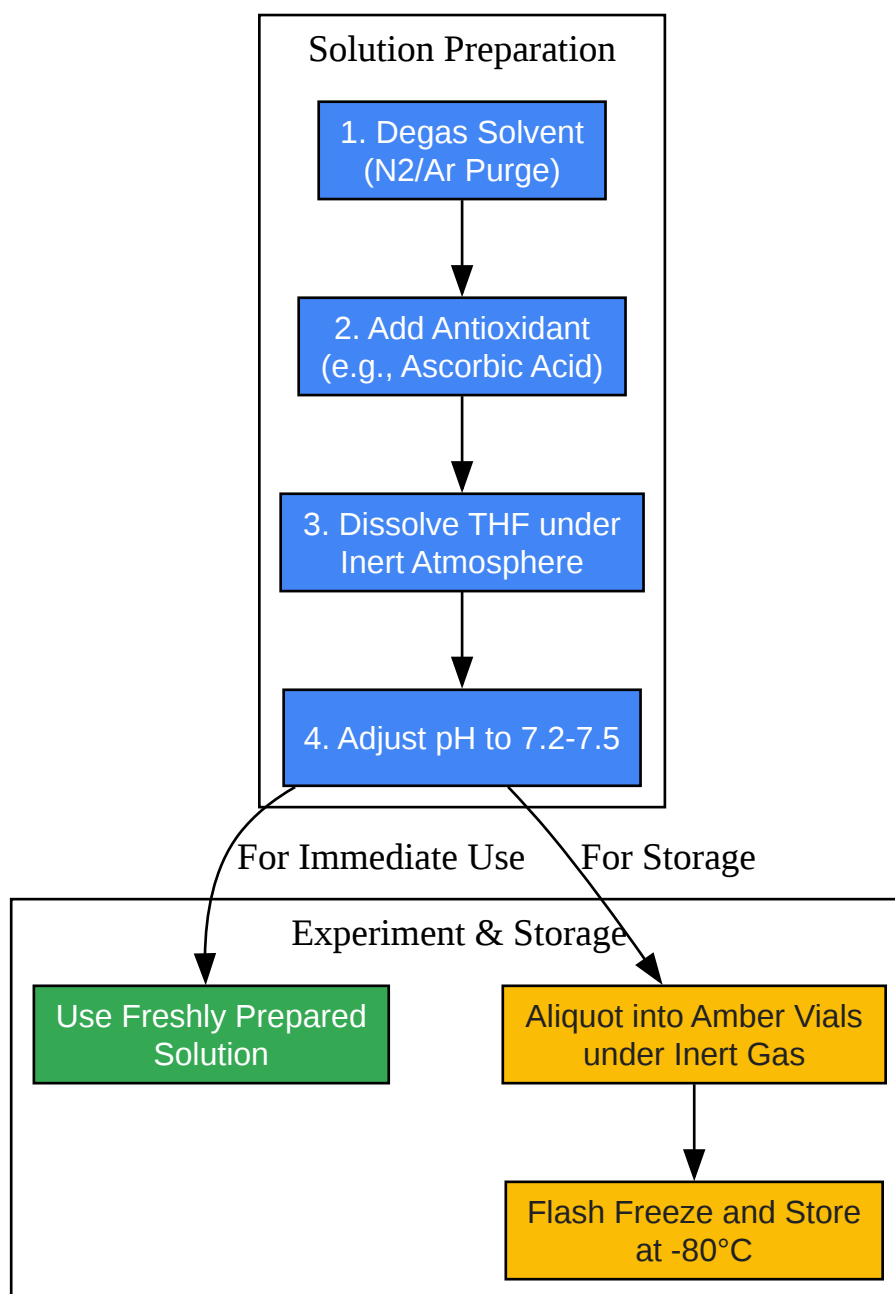 Solution Preparation
1. Degas Solvent
(N2/Ar Purge)
2. Add Antioxidant
(e.g., Ascorbic Acid)
3. Dissolve THF under
Inert Atmosphere
4. Adjust pH to 7.2-7.5
For Immediate Use
For Storage
Experiment & Storage
Use Freshly Prepared
Solution
Aliquot into Amber Vials
under Inert Gas
Flash Freeze and Store
at -80°C